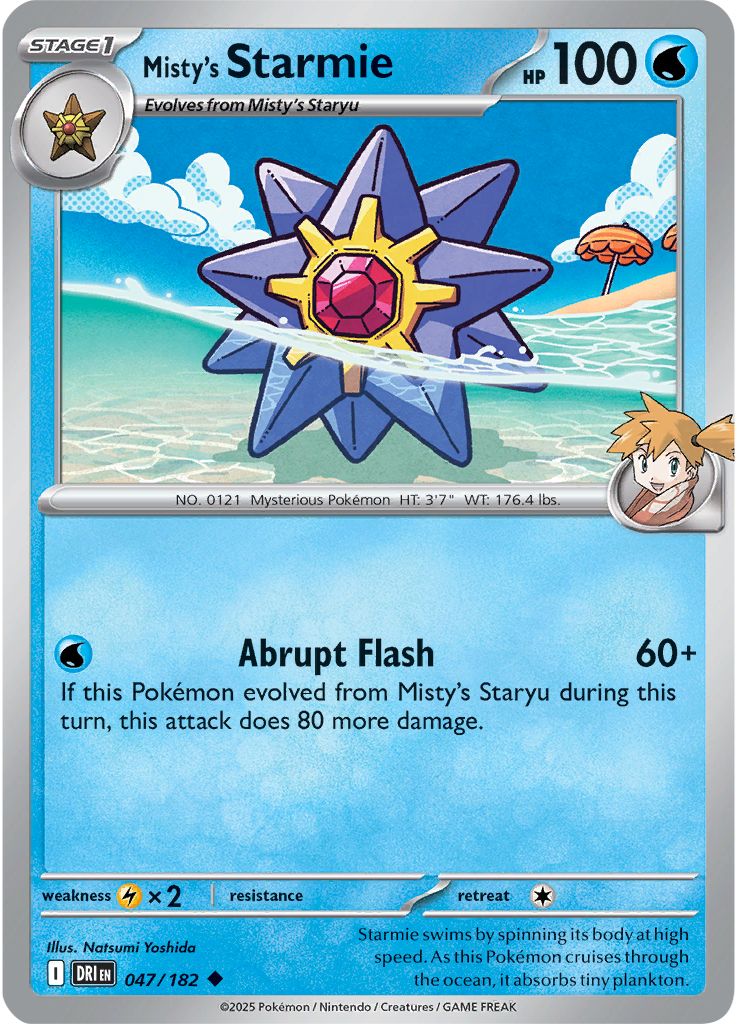 STAGE1
Misty's Starmie
HP 100
Evolves from Misty's Staryu
NO. 0121 Mysterious Pokémon HT: 3'7" WT: 176.4 lbs.
Abrupt Flash 60+
If this Pokémon evolved from Misty's Staryu during this
turn, this attack does 80 more damage.
weakness ×2 resistance retreat
Illus. Natsumi Yoshida
I DRI EN 047/182
Starmie swims by spinning its body at high
speed. As this Pokémon cruises through
the ocean, it absorbs tiny plankton.
©2025 Pokémon / Nintendo / Creatures / GAME FREAK